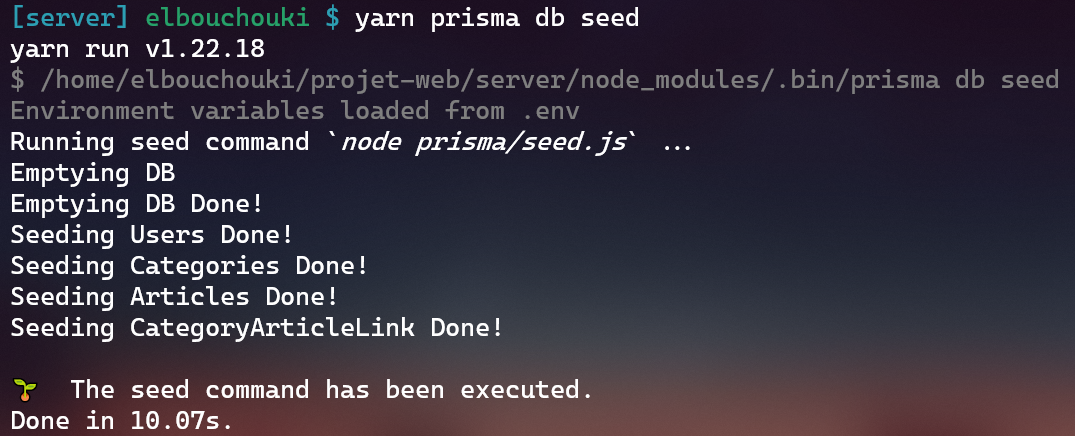 [server] elbouchouki $ yarn prisma db seed
yarn run v1.22.18
$ /home/elbouchouki/projet-web/server/node_modules/.bin/prisma db seed
Environment variables loaded from .env
Running seed command `node prisma/seed.js` ...
Emptying DB
Emptying DB Done!
Seeding Users Done!
Seeding Categories Done!
Seeding Articles Done!
Seeding CategoryArticleLink Done!
🌱 The seed command has been executed.
Done in 10.07s.